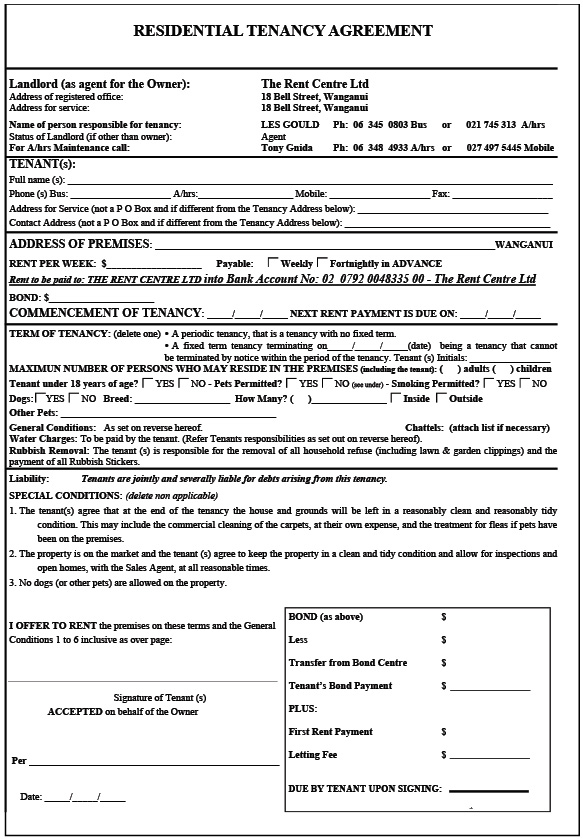 RESIDENTIAL TENANCY AGREEMENT
Landlord (as agent for the Owner): The Rent Centre Ltd
Address of registered office: 18 Bell Street, Wanganui
Address for service: 18 Bell Street, Wanganui
Name of person responsible for tenancy: LES GOULD Ph: 06 345 0803 Bus or 021 745 313 A/hrs
Status of Landlord (if other than owner): Agent
For A/hrs Maintenance call: Tony Gnida Ph: 06 348 4933 A/hrs or 027 497 5445 Mobile
TENANT(s):
Full name (s):
Phone (s) Bus: A/hrs: Mobile: Fax:
Address for Service (not a P O Box and if different from the Tenancy Address below):
Contact Address (not a P O Box and if different from the Tenancy Address below):
ADDRESS OF PREMISES: WANGANUI
RENT PER WEEK: $ Payable: Weekly Fortnightly in ADVANCE
Rent to be paid to: THE RENT CENTRE LTD into Bank Account No: 02 0792 0048335 00 - The Rent Centre Ltd
BOND: $
COMMENCEMENT OF TENANCY: ____/____/____ NEXT RENT PAYMENT IS DUE ON: ____/____/____
TERM OF TENANCY: (delete one) • A periodic tenancy, that is a tenancy with no fixed term.
• A fixed term tenancy terminating on____/____/____(date) being a tenancy that cannot
be terminated by notice within the period of the tenancy. Tenant (s) Initials:
MAXIMUN NUMBER OF PERSONS WHO MAY RESIDE IN THE PREMISES (including the tenant): ( ) adults ( ) children
Tenant under 18 years of age? YES NO - Pets Permitted? YES NO (see under) - Smoking Permitted? YES NO
Dogs: YES NO Breed: How Many? ( ) Inside Outside
Other Pets:
General Conditions: As set on reverse hereof. Chattels: (attach list if necessary)
Water Charges: To be paid by the tenant. (Refer Tenants responsibilities as set out on reverse hereof).
Rubbish Removal: The tenant (s) is responsible for the removal of all household refuse (including lawn & garden clippings) and the
payment of all Rubbish Stickers.
Liability: Tenants are jointly and severally liable for debts arising from this tenancy.
SPECIAL CONDITIONS: (delete non applicable)
1. The tenant(s) agree that at the end of the tenancy the house and grounds will be left in a reasonably clean and reasonably tidy
condition. This may include the commercial cleaning of the carpets, at their own expense, and the treatment for fleas if pets have
been on the premises.
2. The property is on the market and the tenant (s) agree to keep the property in a clean and tidy condition and allow for inspections and
open homes, with the Sales Agent, at all reasonable times.
3. No dogs (or other pets) are allowed on the property.
I OFFER TO RENT the premises on these terms and the General
Conditions 1 to 6 inclusive as over page:
Signature of Tenant (s)
ACCEPTED on behalf of the Owner
Per
Date: ____/____/____
BOND (as above) $
Less $
Transfer from Bond Centre $
Tenant's Bond Payment $
PLUS:
First Rent Payment $
Letting Fee $
DUE BY TENANT UPON SIGNING: